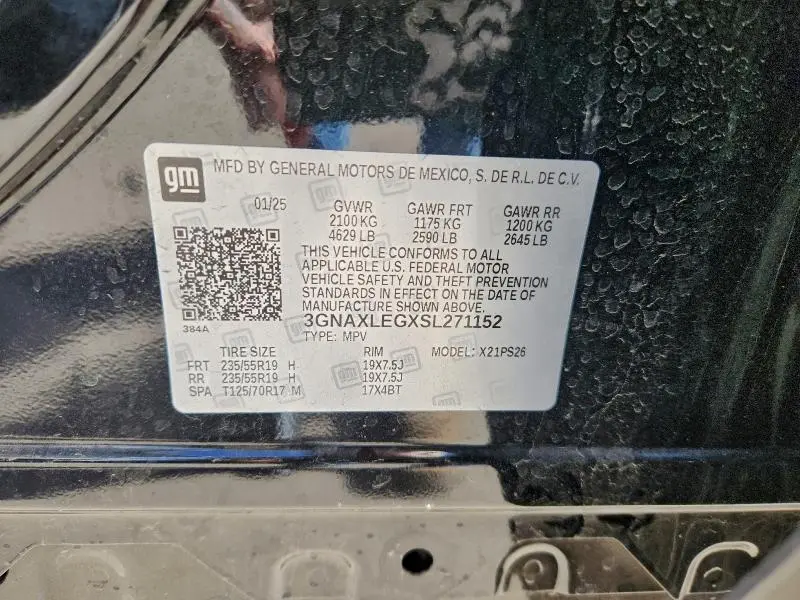 gm MFD BY GENERAL MOTORS DE MEXICO, S. DE R.L. DE C.V.
01/25 GVWR GAWR FRT GAWR RR
2100 KG 1175 KG 1200 KG
4629 LB 2590 LB 2645 LB
THIS VEHICLE CONFORMS TO ALL
APPLICABLE U.S. FEDERAL MOTOR
VEHICLE SAFETY AND THEFT PREVENTION
STANDARDS IN EFFECT ON THE DATE OF
MANUFACTURE SHOWN ABOVE.
384A 3GNAXLEGXSL271152
TYPE: MPV
TIRE SIZE RIM MODEL: X21PS26
FRT 235/55R19 H 19X7.5J
RR 235/55R19 H 19X7.5J
SPA T125/70R17 M 17X4BT